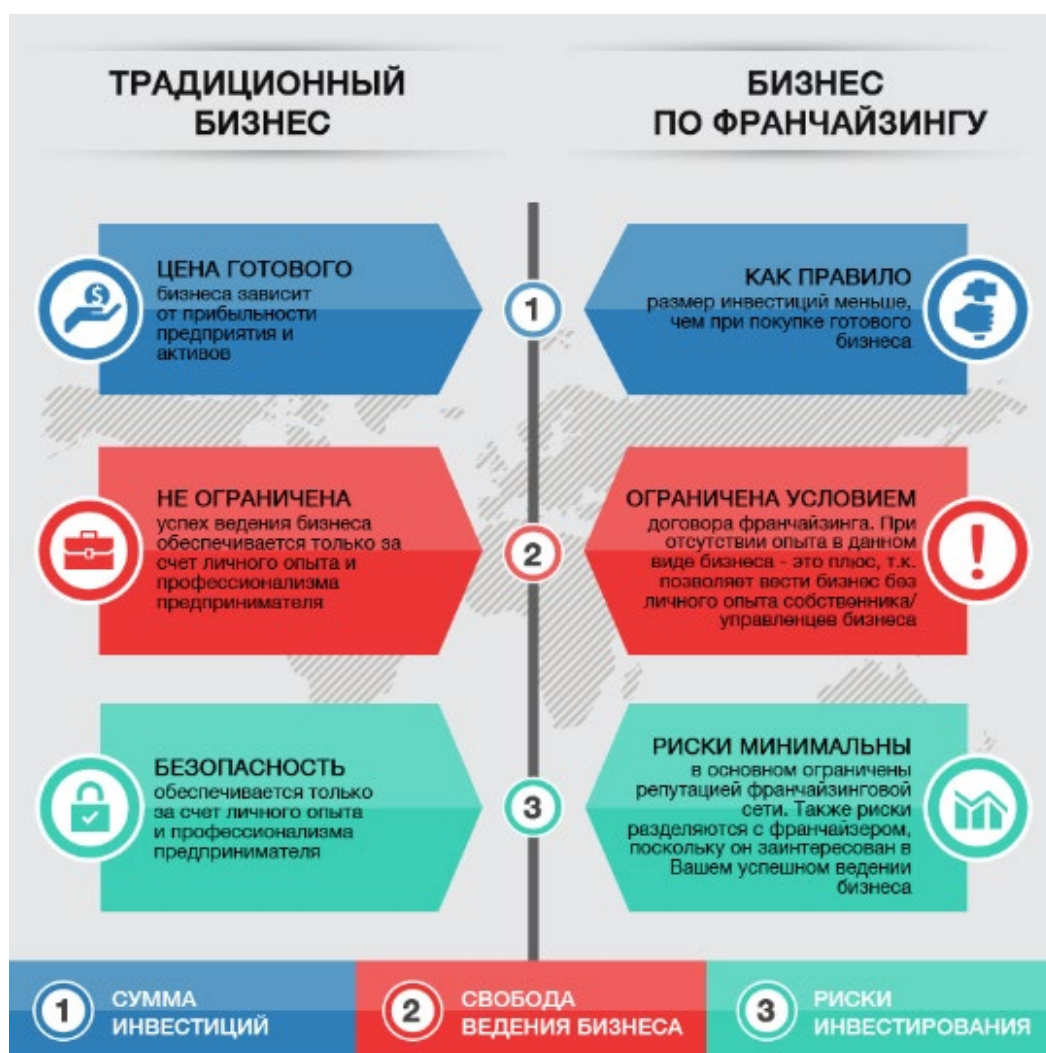 ТРАДИЦИОННЫЙ
БИЗНЕС
БИЗНЕС
ПО ФРАНЧАЙЗИНГУ
ЦЕНА ГОТОВОГО
бизнеса зависит
от прибыльности
предприятия и
активов
1
КАК ПРАВИЛО
размер инвестиций меньше,
чем при покупке готового
бизнеса
НЕ ОГРАНИЧЕНА
успех ведения бизнеса
обеспечивается только за
счет личного опыта и
профессионализма
предпринимателя
2
ОГРАНИЧЕНА УСЛОВИЕМ
договора франчайзинга. При
отсутствии опыта в данном
виде бизнеса - это плюс, т.к.
позволяет вести бизнес без
личного опыта собственника/
управленцев бизнеса
БЕЗОПАСНОСТЬ
обеспечивается только
за счет личного опыта
и профессионализма
предпринимателя
3
РИСКИ МИНИМАЛЬНЫ
в основном ограничены
репутацией франчайзинговой
сети. Также риски
разделяются с франчайзером,
поскольку он заинтересован в
Вашем успешном ведении
бизнеса
1 СУММА
ИНВЕСТИЦИЙ
2 СВОБОДА
ВЕДЕНИЯ БИЗНЕСА
3 РИСКИ
ИНВЕСТИРОВАНИЯ